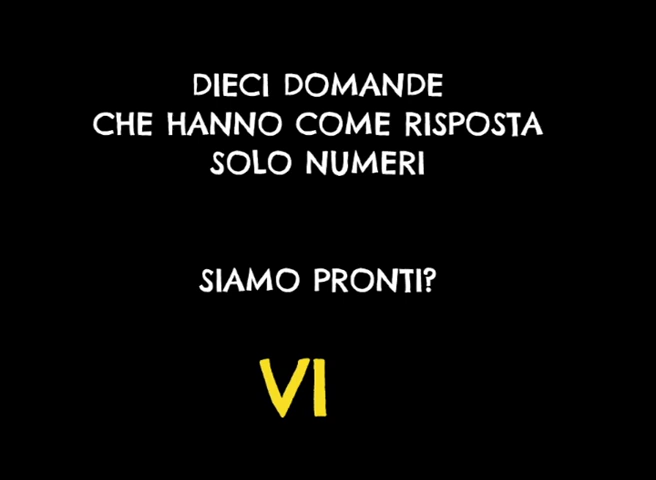 DIECI DOMANDE
CHE HANNO COME RISPOSTA
SOLO NUMERI
SIAMO PRONTI?
VI